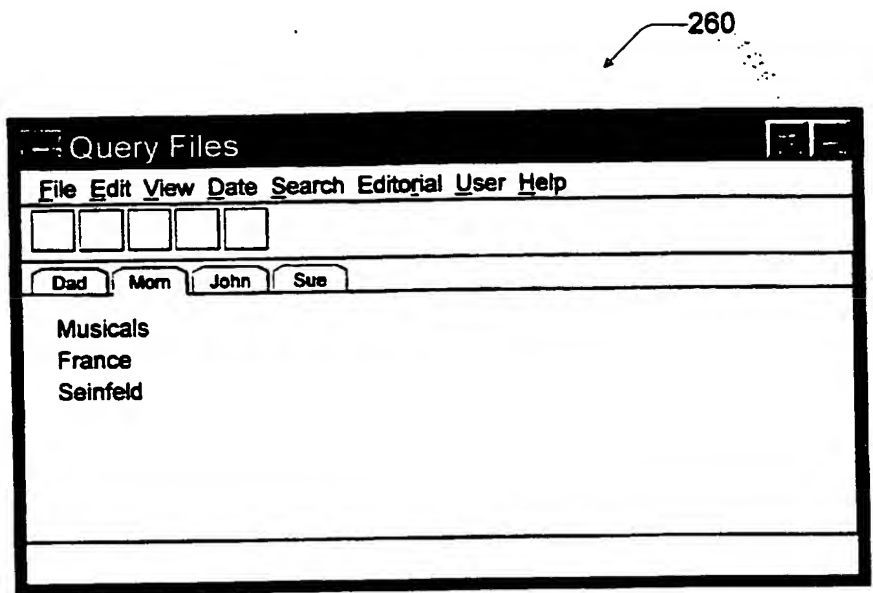 260
Query Files
File Edit View Date Search Editorial User Help
Dad Mom John Sue
Musicals
France
Seinfeld